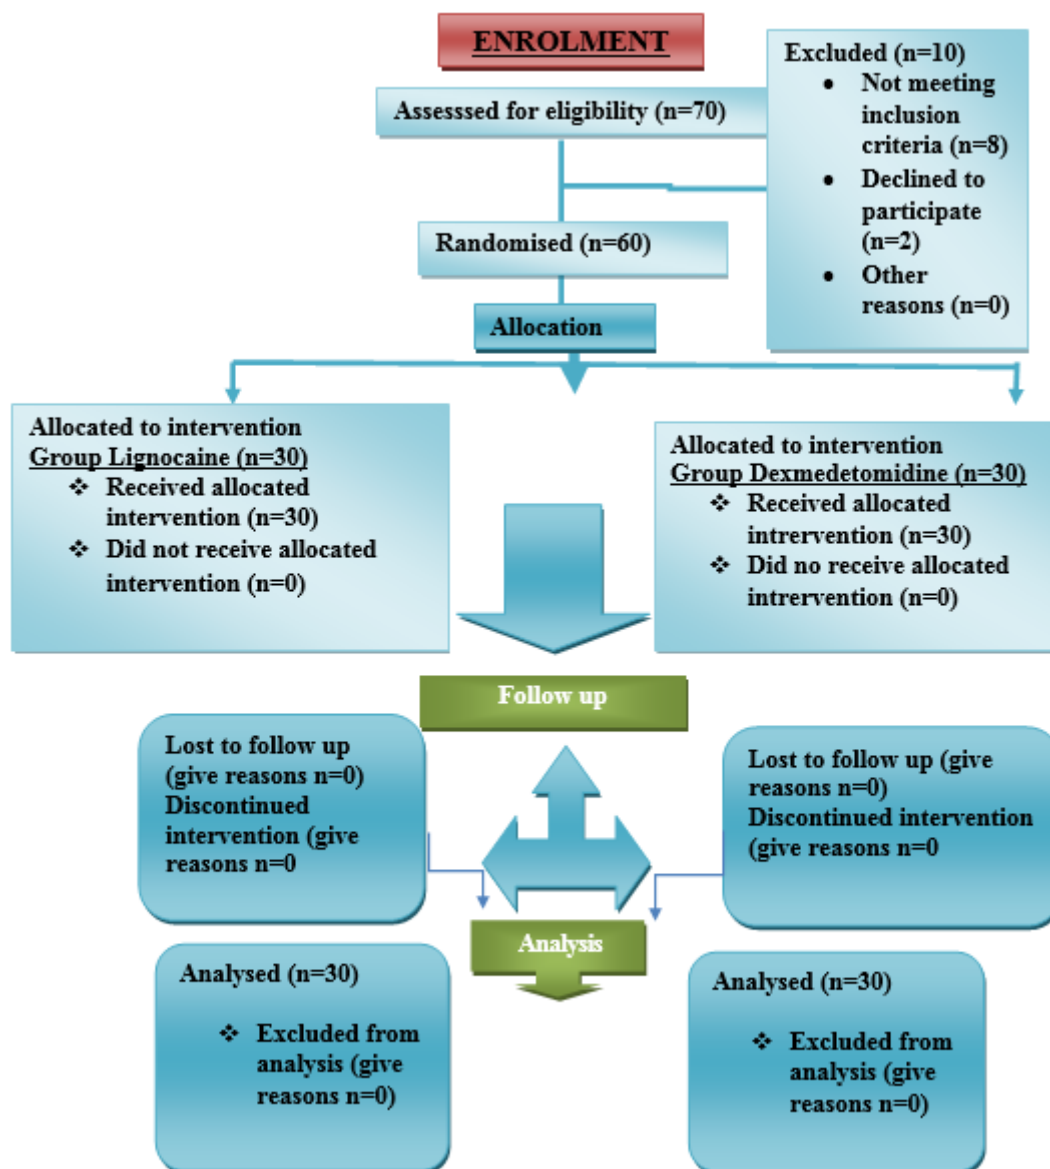 ENROLMENT
Assesssed for eligibility (n=70)
Excluded (n=10)
• Not meeting
inclusion
criteria (n=8)
• Declined to
participate
(n=2)
• Other
reasons (n=0)
Randomised (n=60)
Allocation
Allocated to intervention
Group Lignocaine (n=30)
❖ Received allocated
intervention (n=30)
❖ Did not receive allocated
intervention (n=0)
Allocated to intervention
Group Dexmedetomidine (n=30)
❖ Received allocated
intrervention (n=30)
❖ Did no receive allocated
intrervention (n=0)
Follow up
Lost to follow up
(give reasons n=0)
Discontinued
intervention (give
reasons n=0
Lost to follow up (give
reasons n=0)
Discontinued intervention
(give reasons n=0
Analysis
Analysed (n=30)
❖ Excluded from
analysis (give
reasons n=0)
Analysed (n=30)
❖ Excluded from
analysis (give
reasons n=0)